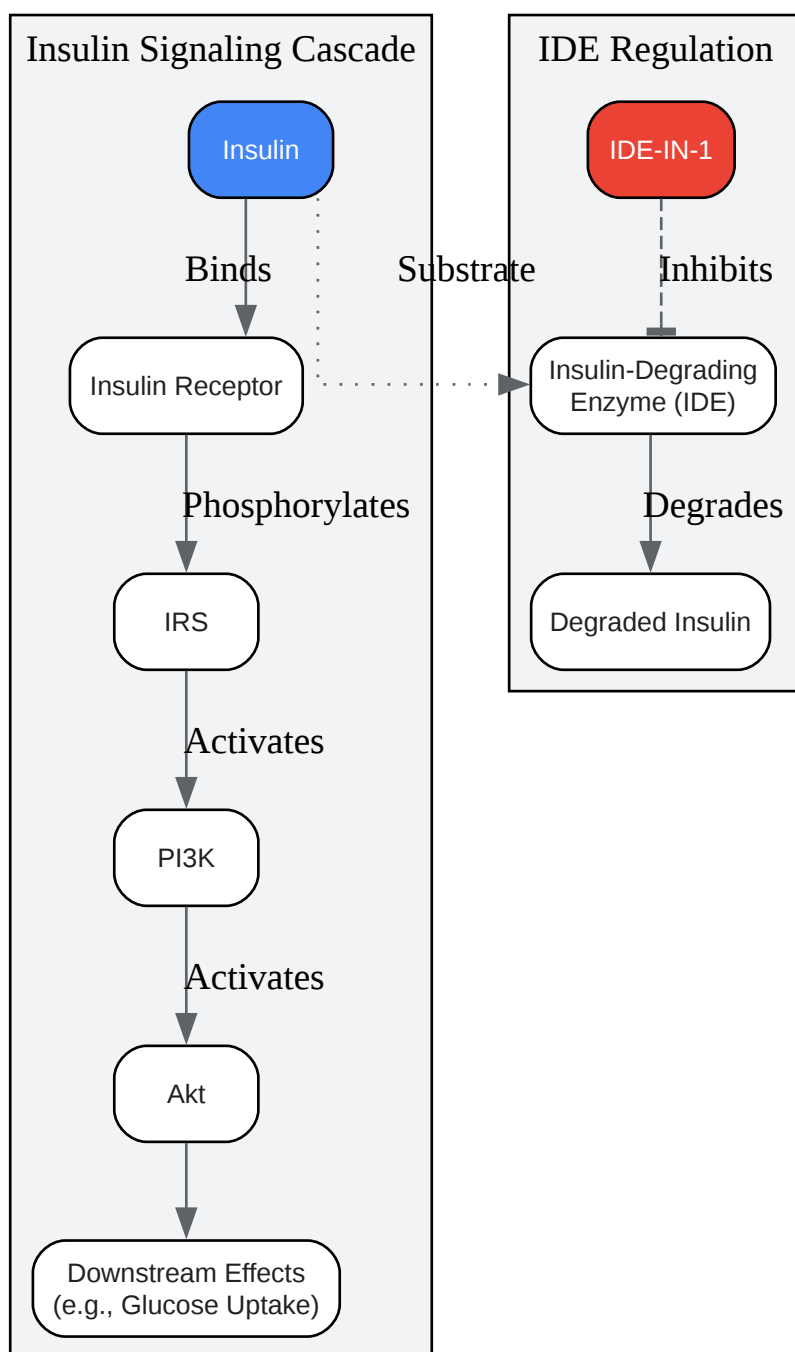 Insulin Signaling Cascade
Insulin
Binds
Insulin Receptor
Phosphorylates
IRS
Activates
PI3K
Activates
Akt
Downstream Effects
(e.g., Glucose Uptake)
Substrate
IDE Regulation
IDE-IN-1
Inhibits
Insulin-Degrading
Enzyme (IDE)
Degrades
Degraded Insulin